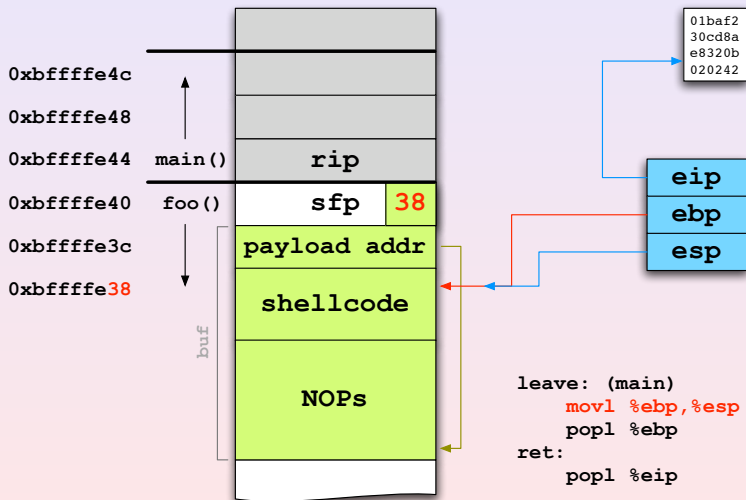 01baf2
30cd8a
e8320b
020242
0xbffffe4c
0xbffffe48
0xbffffe44
main()
rip
0xbffffe40
foo()
sfp
38
0xbffffe3c
payload addr
0xbffffe38
shellcode
buf
NOPs
eip
ebp
esp
leave: (main)
movl %ebp,%esp
popl %ebp
ret:
popl %eip